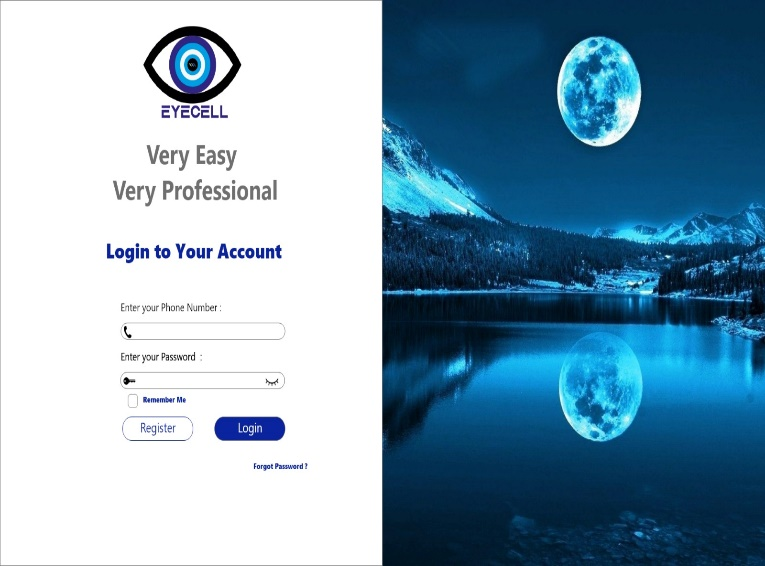 EYECELL
Very Easy
Very Professional
Login to Your Account
Enter your Phone Number :
Enter your Password :
Remember Me
Register
Login
Forgot Password ?